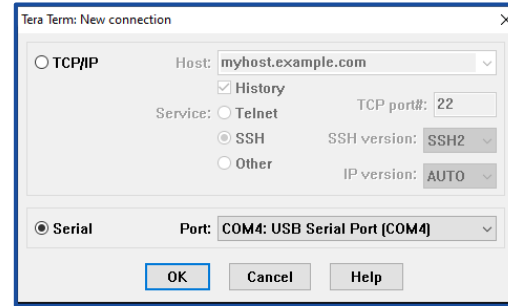 Tera Term: New connection
TCP/IP
Host: myhost.example.com
History
Service: Telnet
TCP port#: 22
SSH
SSH version: SSH2
Other
IP version: AUTO
Serial
Port: COM4: USB Serial Port (COM4)
OK Cancel Help